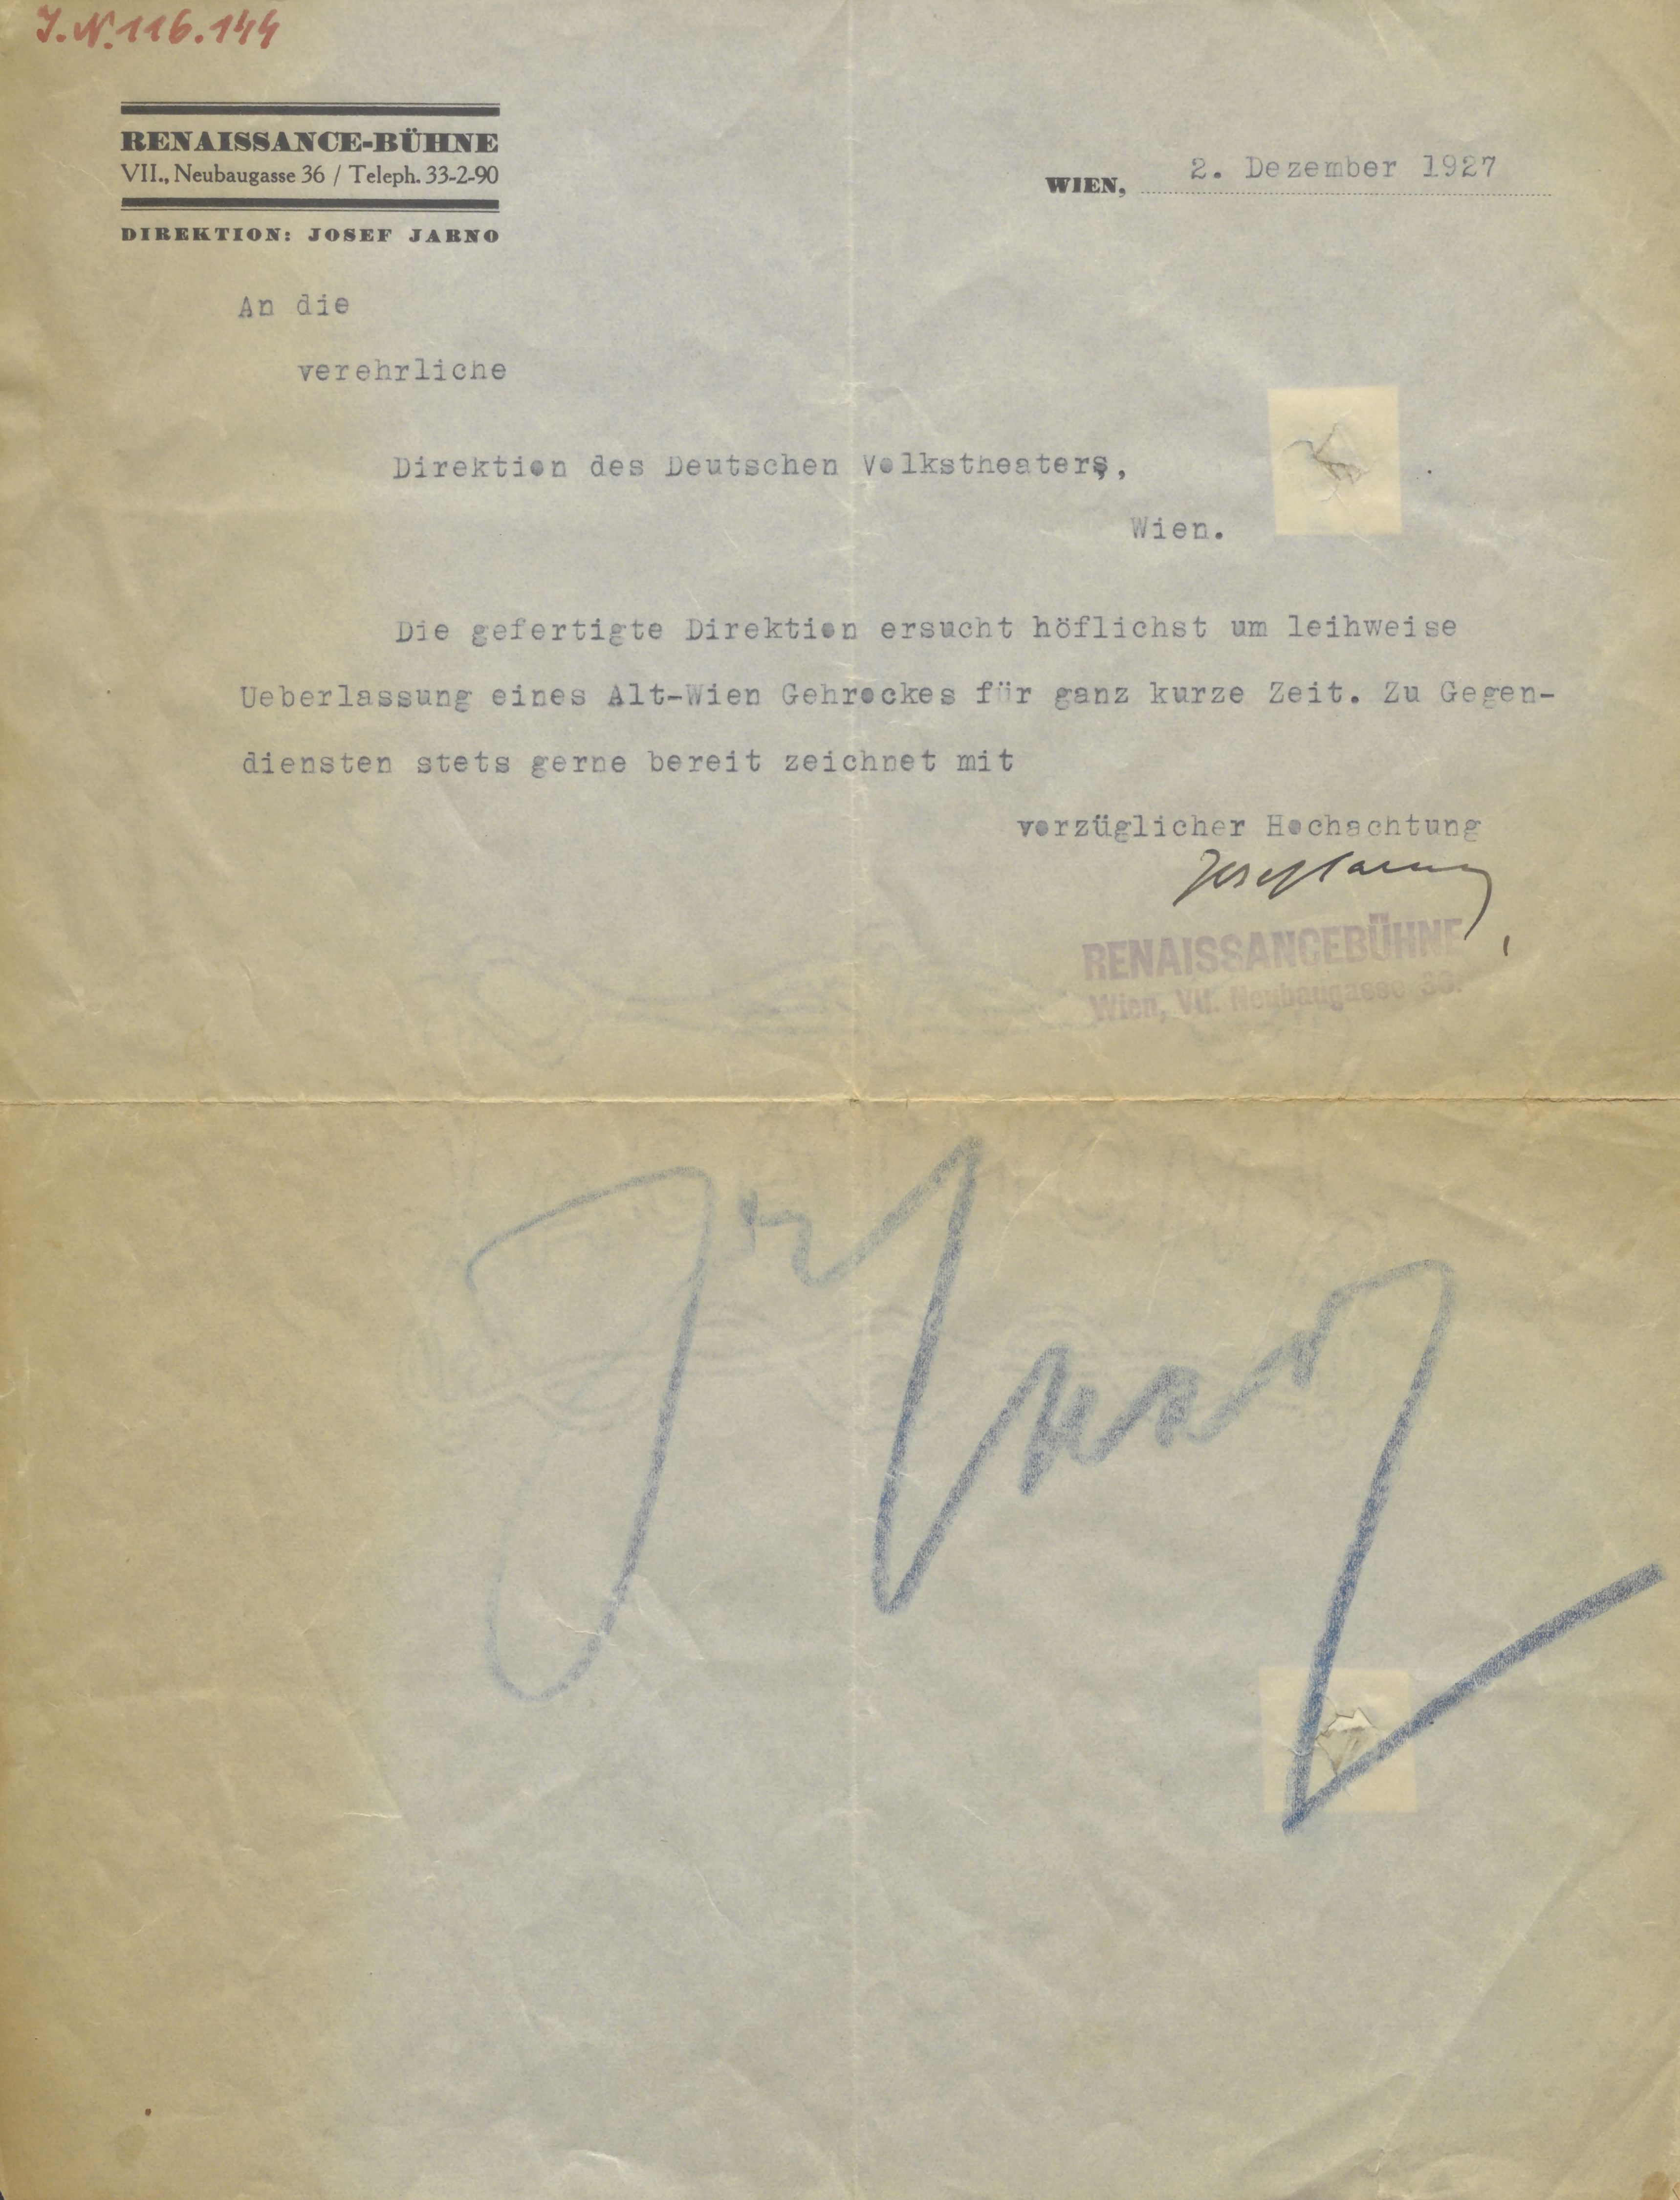 J.N.116.144
RENAISSANCE-BÜHNE
VII., Neubaugasse 36 / Teleph. 33-2-90
DIREKTION: JOSEF JARNO
WIEN, 2. Dezember 1927
An die
verehrliche
Direktion des Deutschen Volkstheaters,
Wien.
Die gefertigte Direktion ersucht höflichst um leihweise
Ueberlassung eines Alt-Wien Gehrockes für ganz kurze Zeit. Zu Gegen-
diensten stets gerne bereit zeichnet mit
vorzüglicher Hochachtung
Josef Jarno
RENAISSANCEBÜHNE
Wien, VII. Neubaugasse 36.